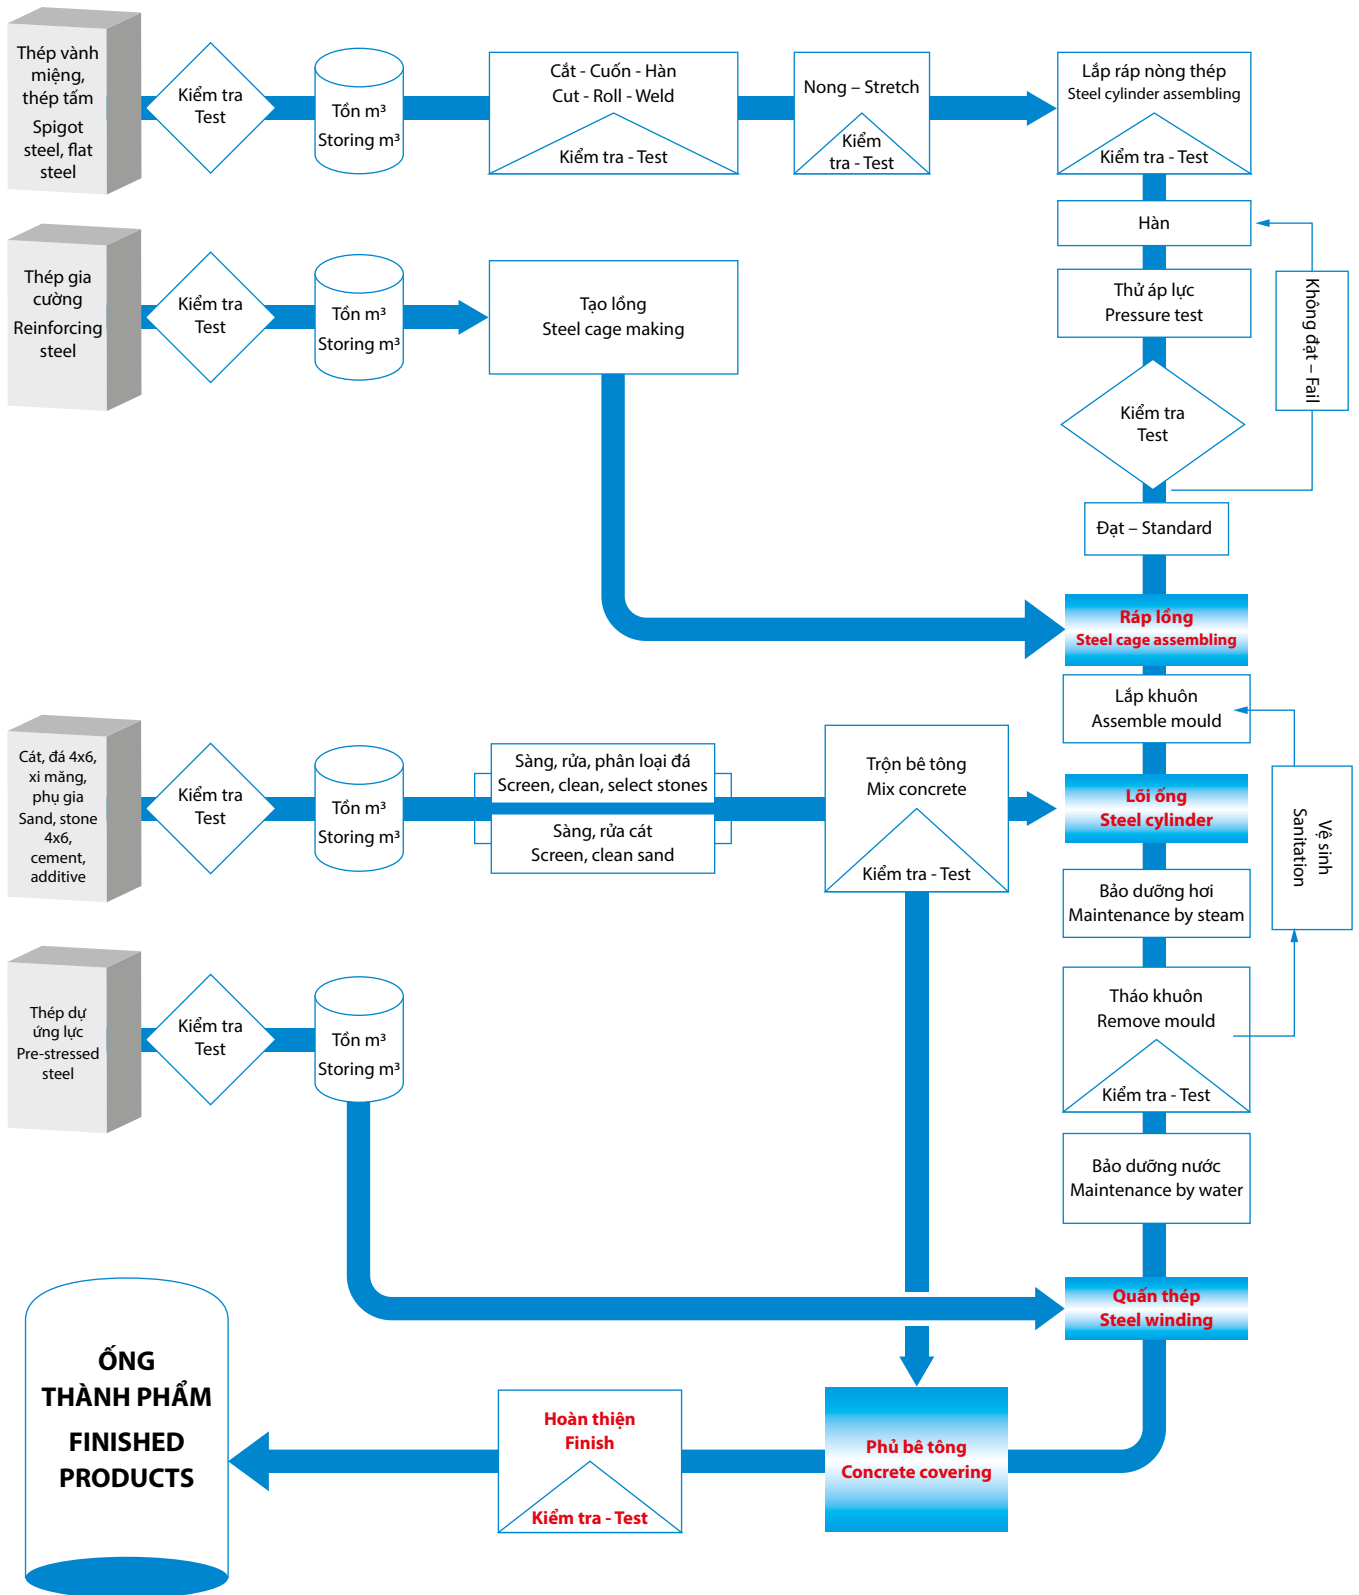 Thép vành
miệng,
thép tấm
Spigot
steel, flat
steel
Kiểm tra
Test
Tồn m³
Storing m³
Cắt - Cuốn - Hàn
Cut - Roll - Weld
Kiểm tra - Test
Nong – Stretch
Kiểm
tra - Test
Lắp ráp nòng thép
Steel cylinder assembling
Kiểm tra - Test
Hàn
Thử áp lực
Pressure test
Kiểm tra
Test
Không đạt – Fail
Đạt – Standard
Thép gia
cường
Reinforcing
steel
Kiểm tra
Test
Tồn m³
Storing m³
Tạo lồng
Steel cage making
Ráp lồng
Steel cage assembling
Lắp khuôn
Assemble mould
Cát, đá 4x6,
xi măng,
phụ gia
Sand, stone
4x6,
cement,
additive
Kiểm tra
Test
Tồn m³
Storing m³
Sàng, rửa, phân loại đá
Screen, clean, select stones
Sàng, rửa cát
Screen, clean sand
Trộn bê tông
Mix concrete
Kiểm tra - Test
Lõi ống
Steel cylinder
Vệ sinh
Sanitation
Bảo dưỡng hơi
Maintenance by steam
Tháo khuôn
Remove mould
Kiểm tra - Test
Thép dự
ứng lực
Pre-stressed
steel
Kiểm tra
Test
Tồn m³
Storing m³
Bảo dưỡng nước
Maintenance by water
Quấn thép
Steel winding
Phủ bê tông
Concrete covering
Hoàn thiện
Finish
Kiểm tra - Test
ỐNG
THÀNH PHẨM
FINISHED
PRODUCTS